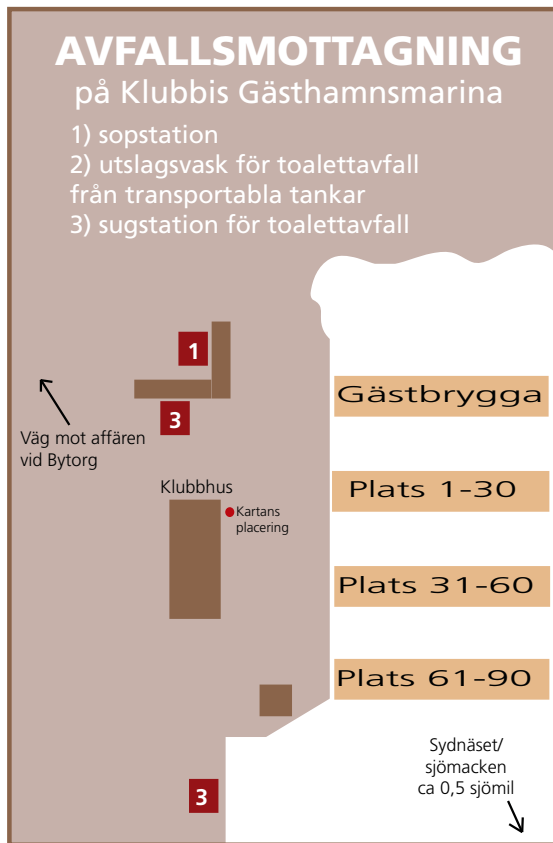 AVFALLSMOTTAGNING
på Klubbis Gästhamnsmarina
1) sopstation
2) utslagsvask för toalettavfall
från transportabla tankar
3) sugstation för toalettavfall
1
3
Väg mot affären
vid Bytorg
Klubbhus
Kartans
placering
Gästbrygga
Plats 1-30
Plats 31-60
Plats 61-90
3
Sydnäset/
sjömacken
ca 0,5 sjömil